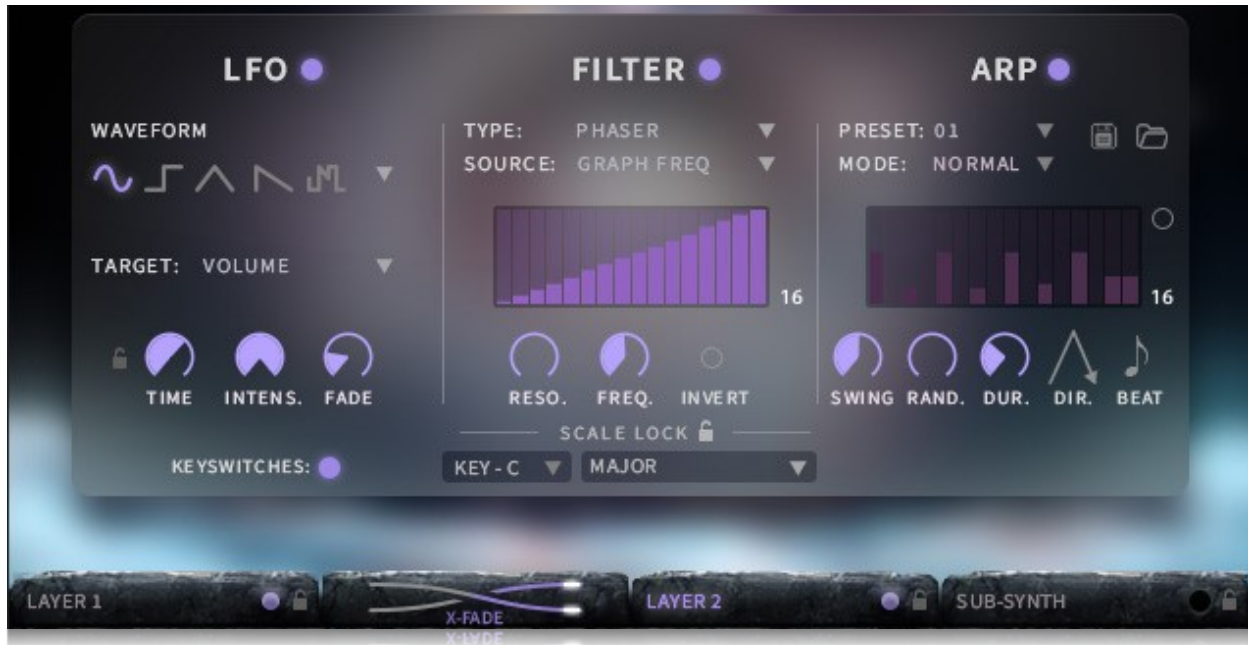 LFO
FILTER
ARP
WAVEFORM
TARGET: VOLUME
TIME INTENS. FADE
KEYSWITCHES:
TYPE: PHASER
SOURCE: GRAPH FREQ
16
RESO. FREQ. INVERT
SCALE LOCK
KEY - C MAJOR
PRESET: 01
MODE: NORMAL
16
SWING RAND. DUR. DIR. BEAT
LAYER 1
X-FADE
LAYER 2
SUB-SYNTH